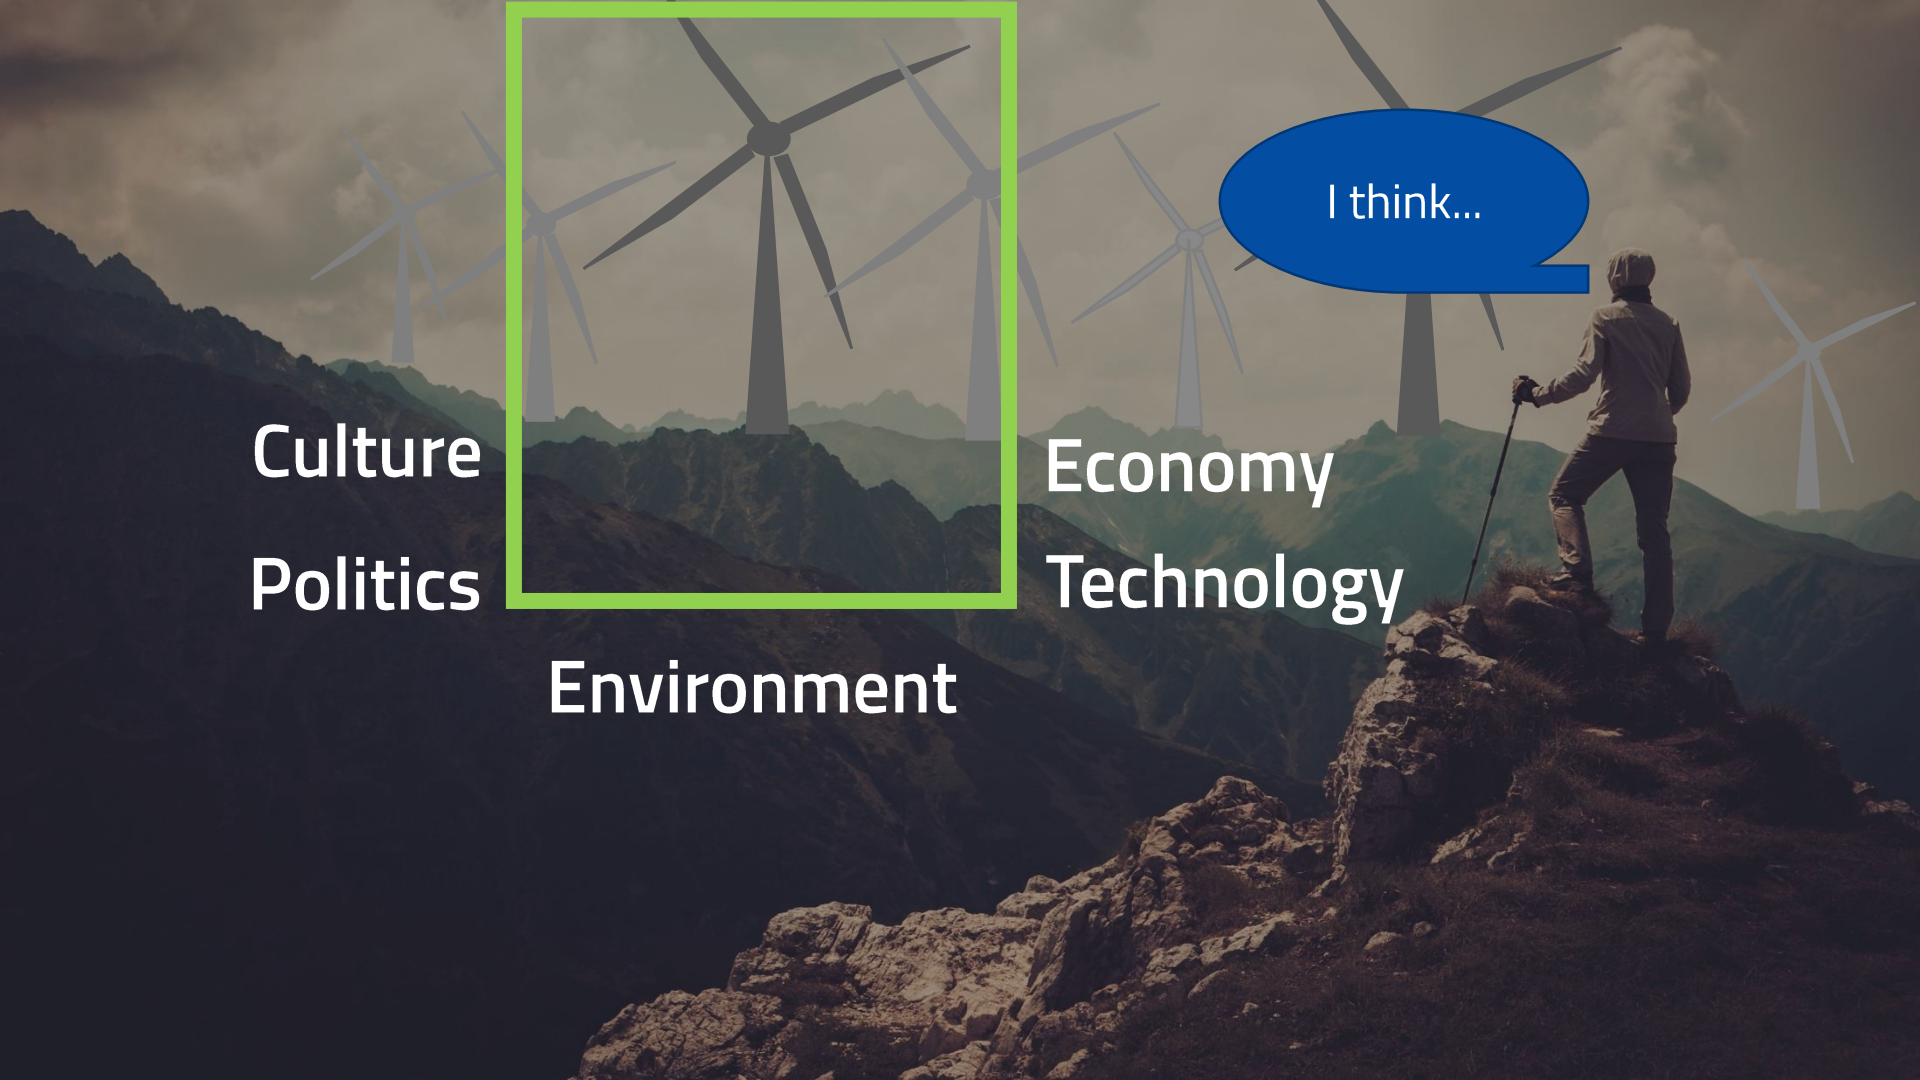 I think...
Culture
Economy
Politics
Technology
Environment